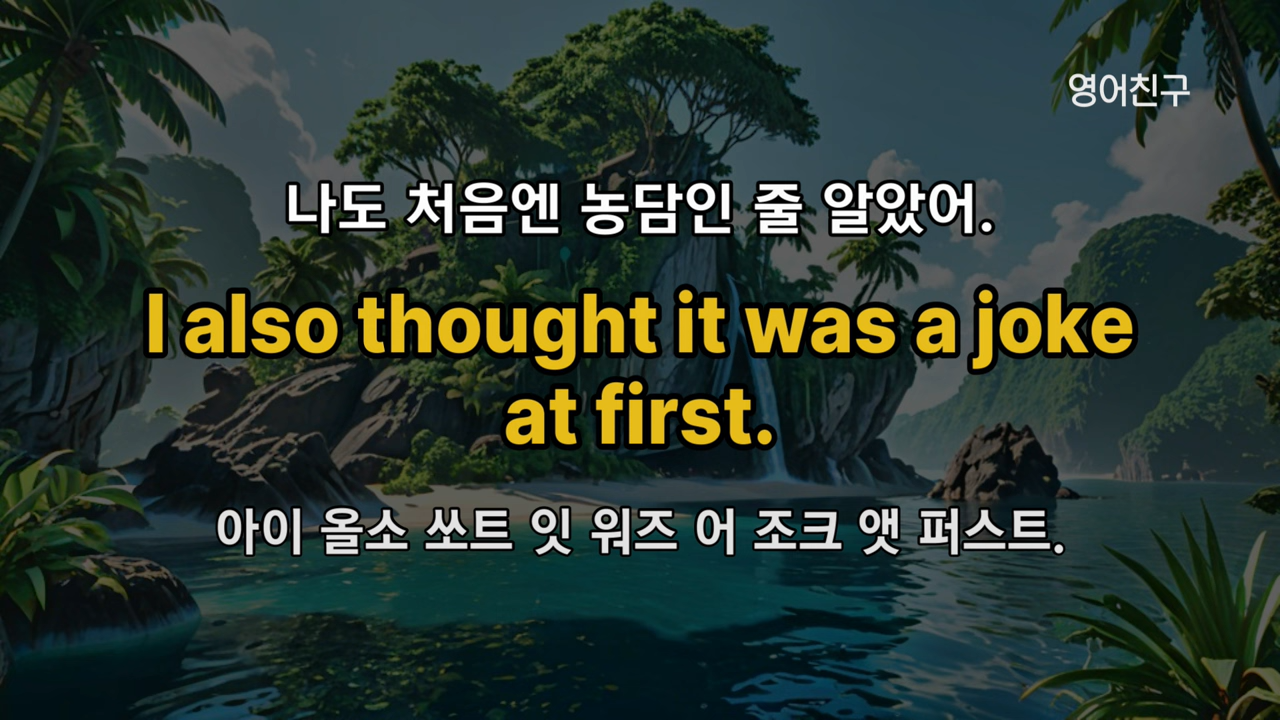 영어친구
나도 처음엔 농담인 줄 알았어.
I also thought it was a joke
at first.
아이 올소 쏘트 잇 워즈 어 조크 앳 퍼스트.